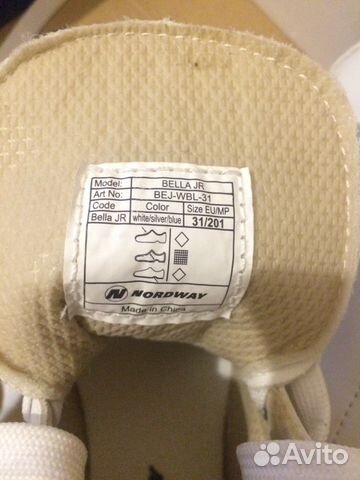 Model: BELLA JR
Art No: BEJ-WBL-31
Code Color Size EU/MP
Bella JR white/silver/blue 31/201
NORDWAY
Made in China
Avito